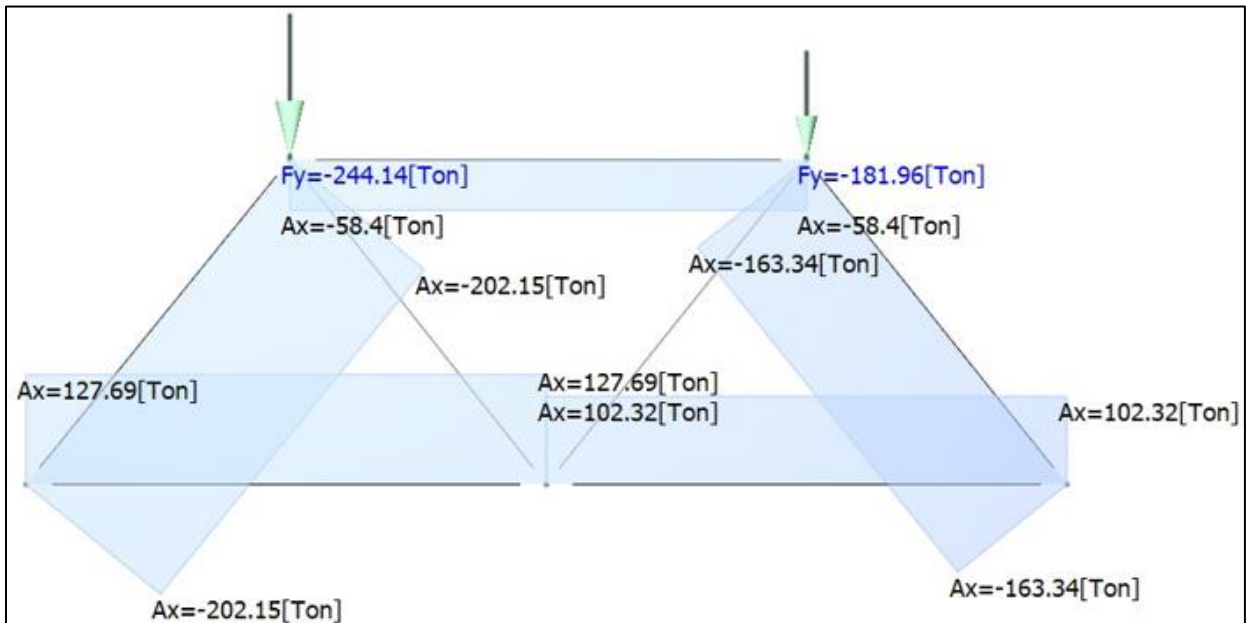 Fy=-244.14[Ton]
Fy=-181.96[Ton]
Ax=-58.4[Ton]
Ax=-58.4[Ton]
Ax=-163.34[Ton]
Ax=-202.15[Ton]
Ax=127.69[Ton]
Ax=127.69[Ton]
Ax=102.32[Ton]
Ax=102.32[Ton]
Ax=-163.34[Ton]
Ax=-202.15[Ton]